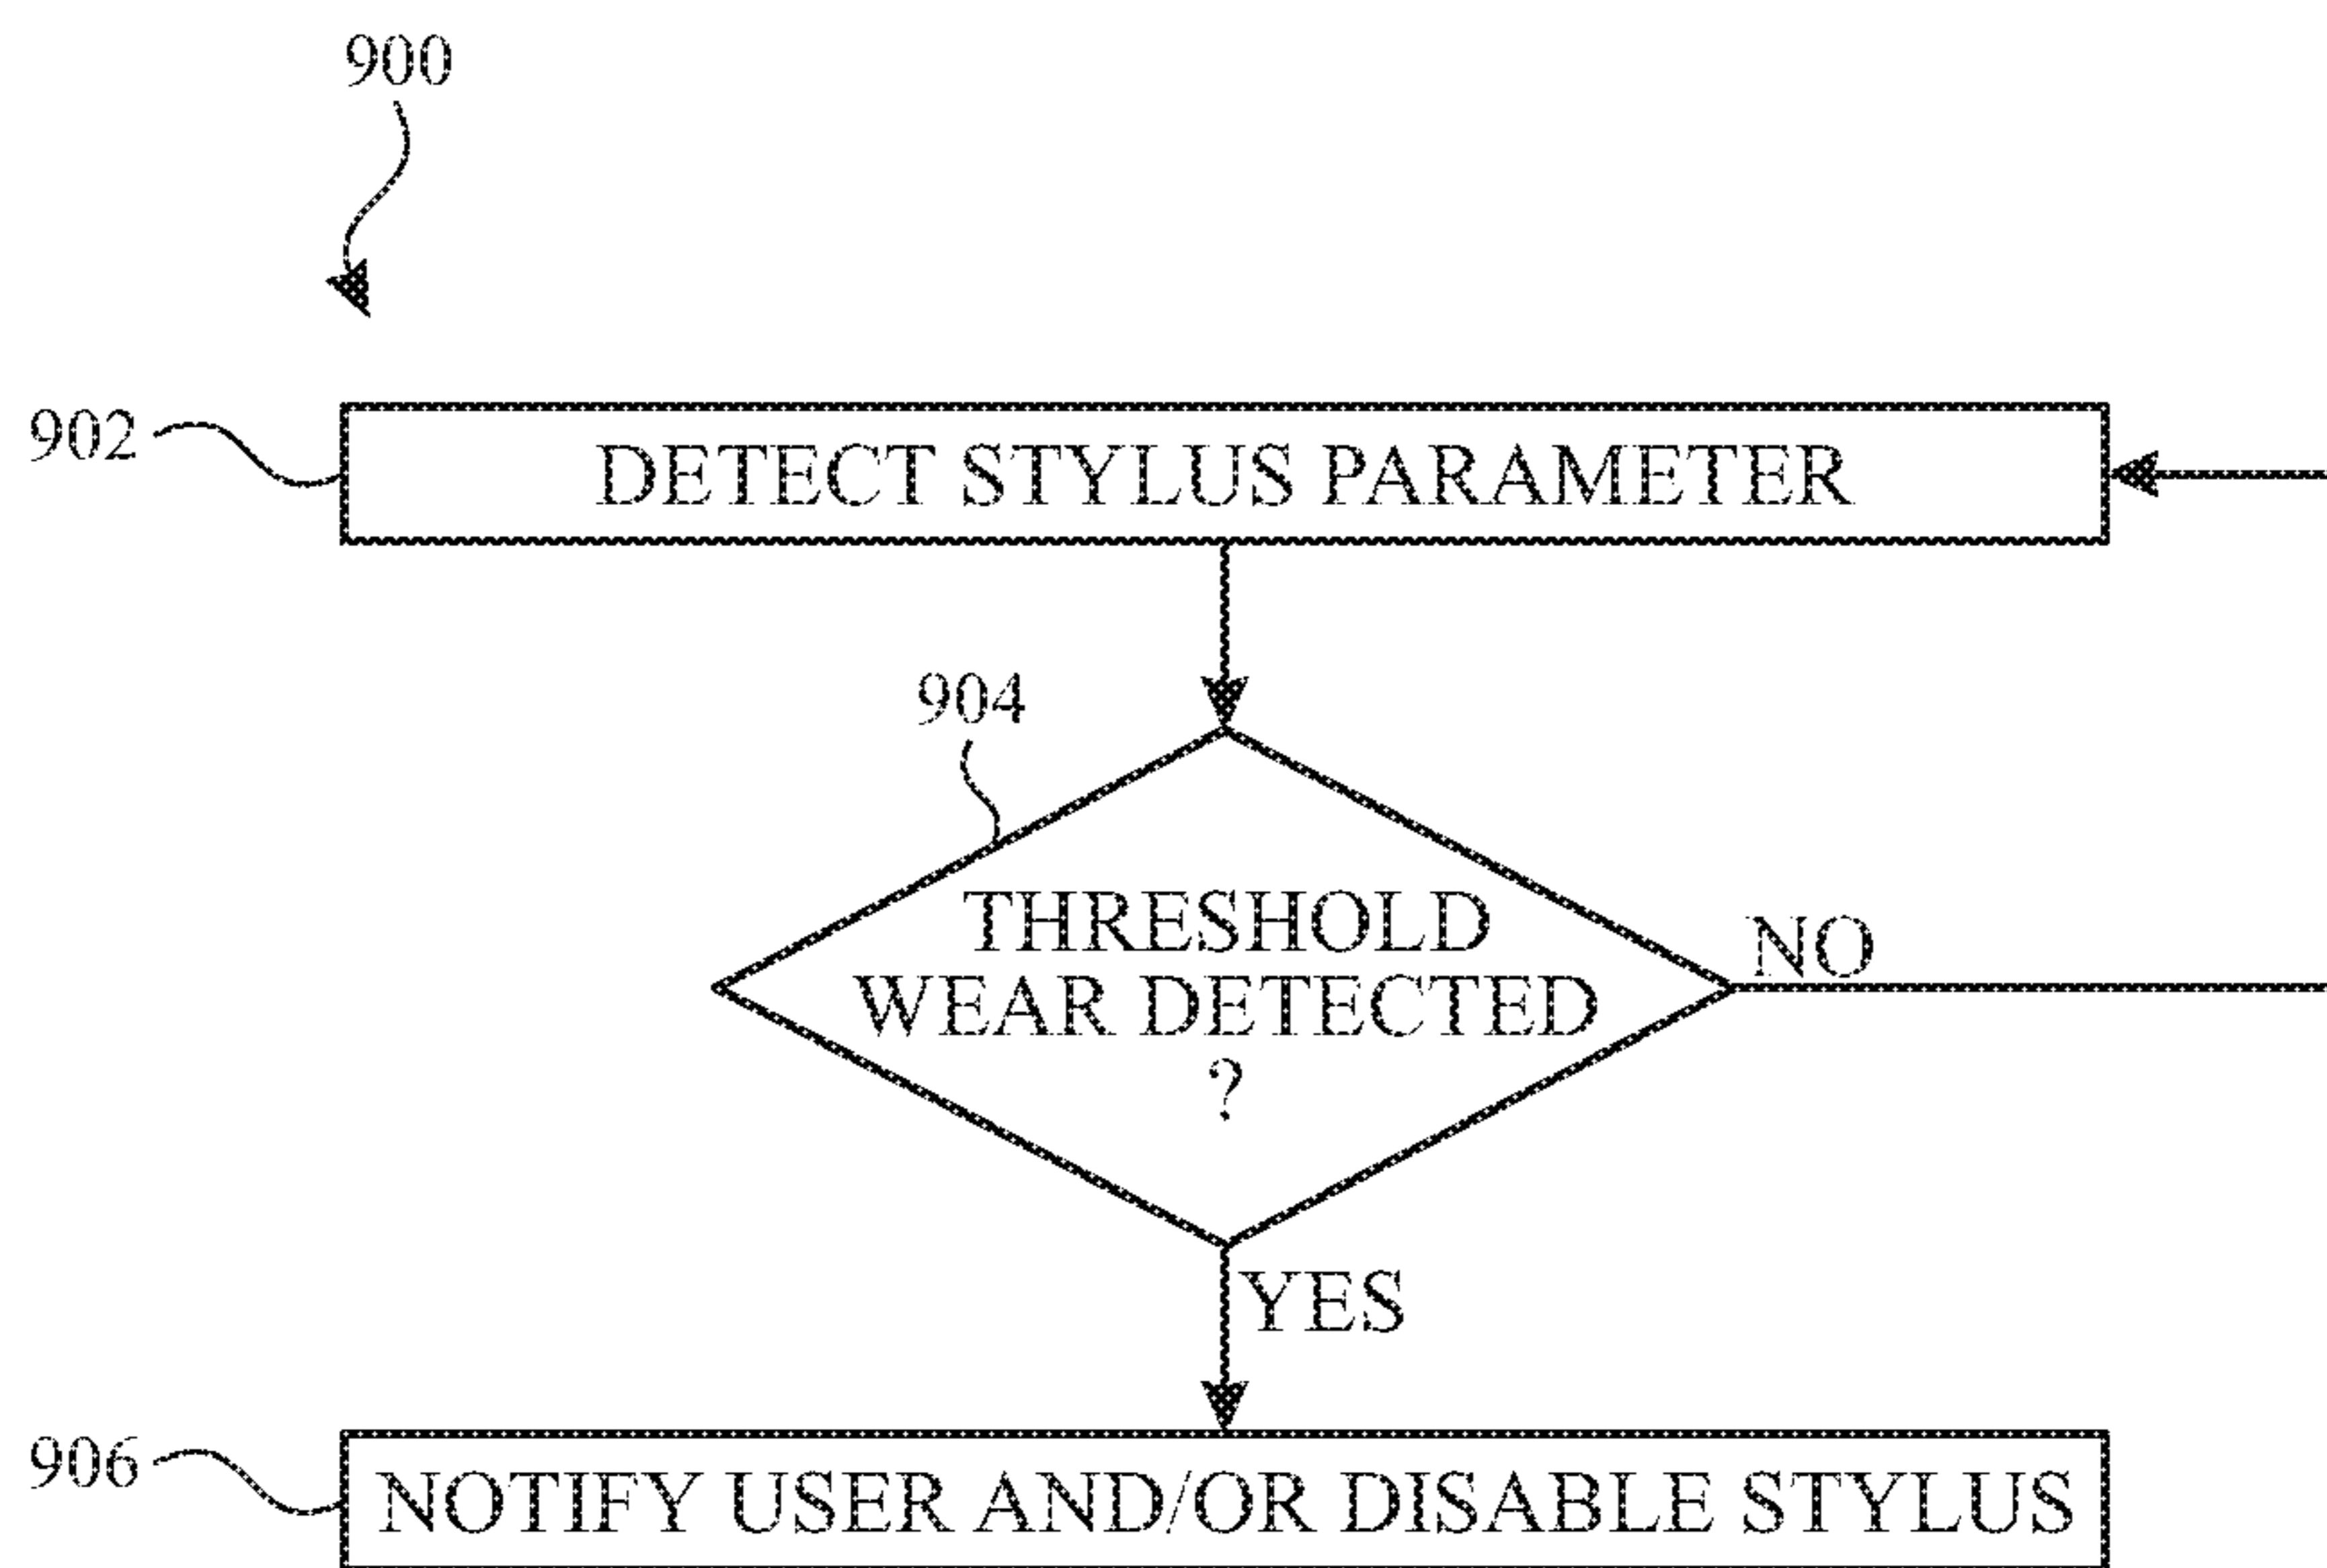 900
902
DETECT STYLUS PARAMETER
904
THRESHOLD
WEAR DETECTED
?
NO
YES
906
NOTIFY USER AND/OR DISABLE STYLUS